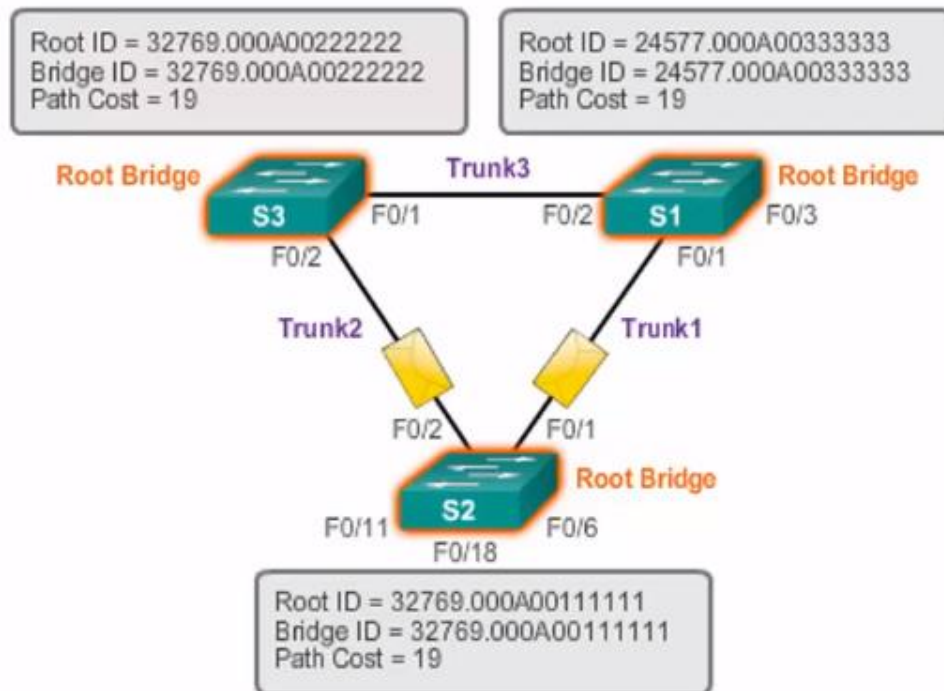 Root ID = 32769.000A00222222
Bridge ID = 32769.000A00222222
Path Cost = 19
Root ID = 24577.000A00333333
Bridge ID = 24577.000A00333333
Path Cost = 19
Root Bridge
Trunk3
Root Bridge
S3
F0/1
F0/2
S1
F0/3
F0/2
F0/1
Trunk2
Trunk1
F0/2
F0/1
Root Bridge
S2
F0/11
F0/6
F0/18
Root ID = 32769.000A00111111
Bridge ID = 32769.000A00111111
Path Cost = 19